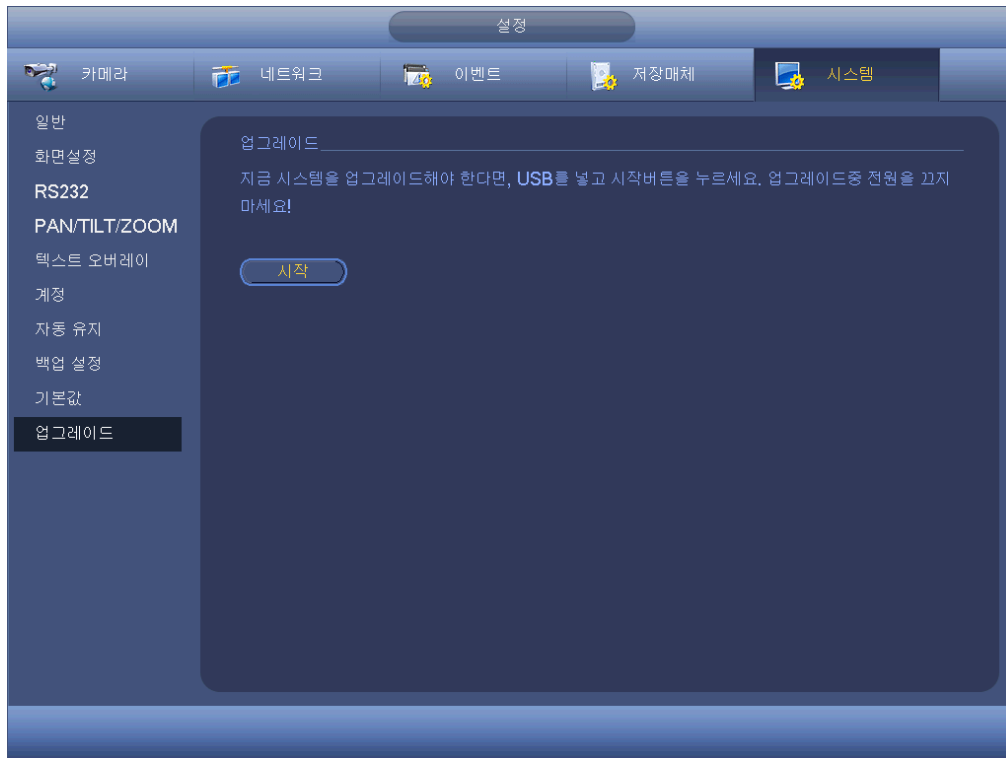 설정
카메라 네트워크 이벤트 저장매체 시스템
일반
화면설정
RS232
PAN/TILT/ZOOM
텍스트 오버레이
계정
자동 유지
백업 설정
기본값
업그레이드
업그레이드
지금 시스템을 업그레이드해야 한다면, USB를 넣고 시작버튼을 누르세요. 업그레이드중 전원을 끄지
마세요!
시작